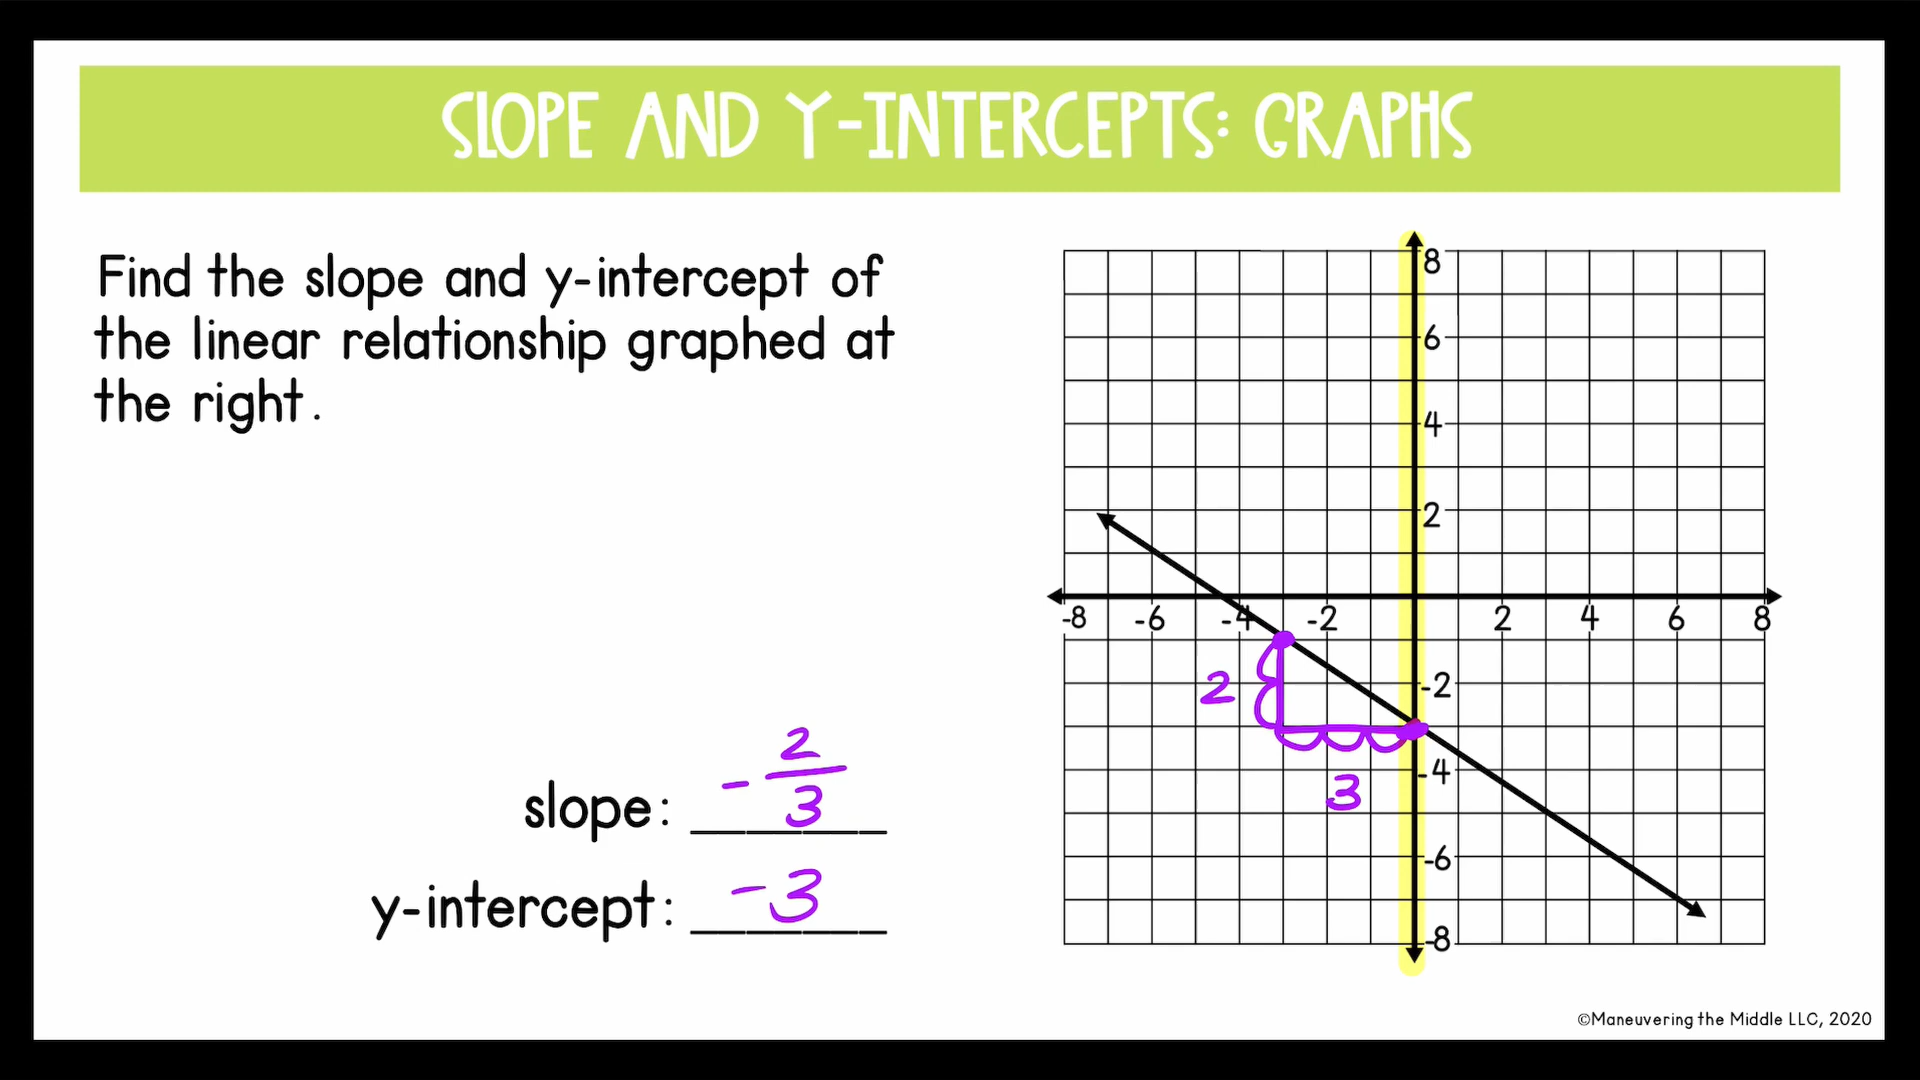 SLOPE AND Y-INTERCEPTS: GRAPHS
Find the slope and y-intercept of
the linear relationship graphed at
the right.
8
6
4
2
-8 -6 -4 -2 2 4 6 8
2
-2
3
-4
-6
-8
slope: - 2/3
y-intercept: -3
©Maneuvering the Middle LLC, 2020